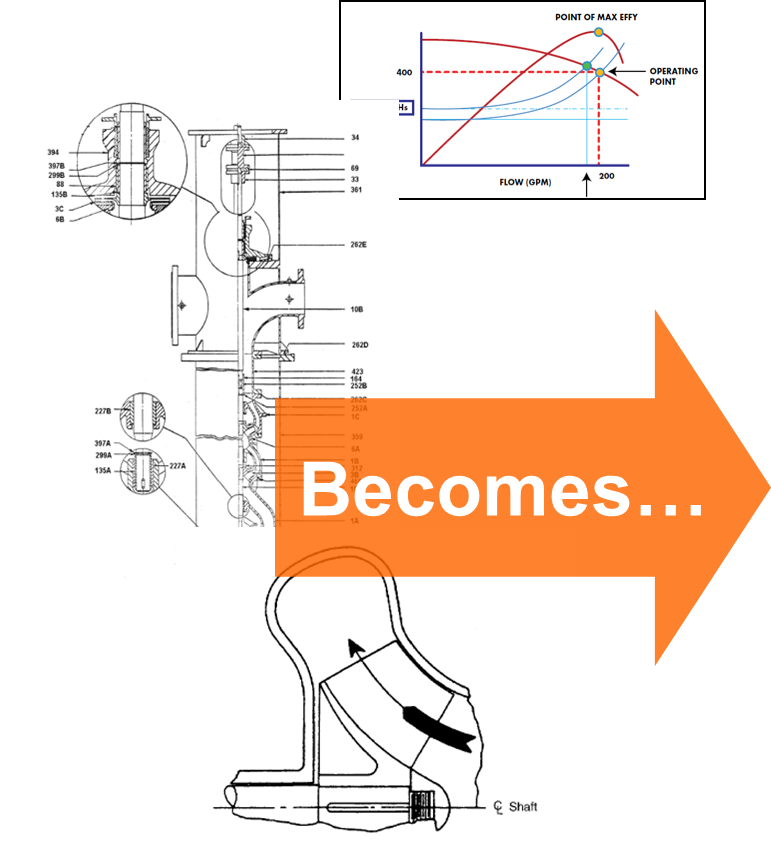 POINT OF MAX EFFY
400
OPERATING
POINT
Hs
FLOW (GPM)
200
394
397B
299B
88
135B
3C
6B
34
69
33
361
262E
10B
262D
423
164
252B
262C
252A
1C
227B
397A
299A
135A
227A
6A
1B
312
1A
Becomes…
℄ Shaft